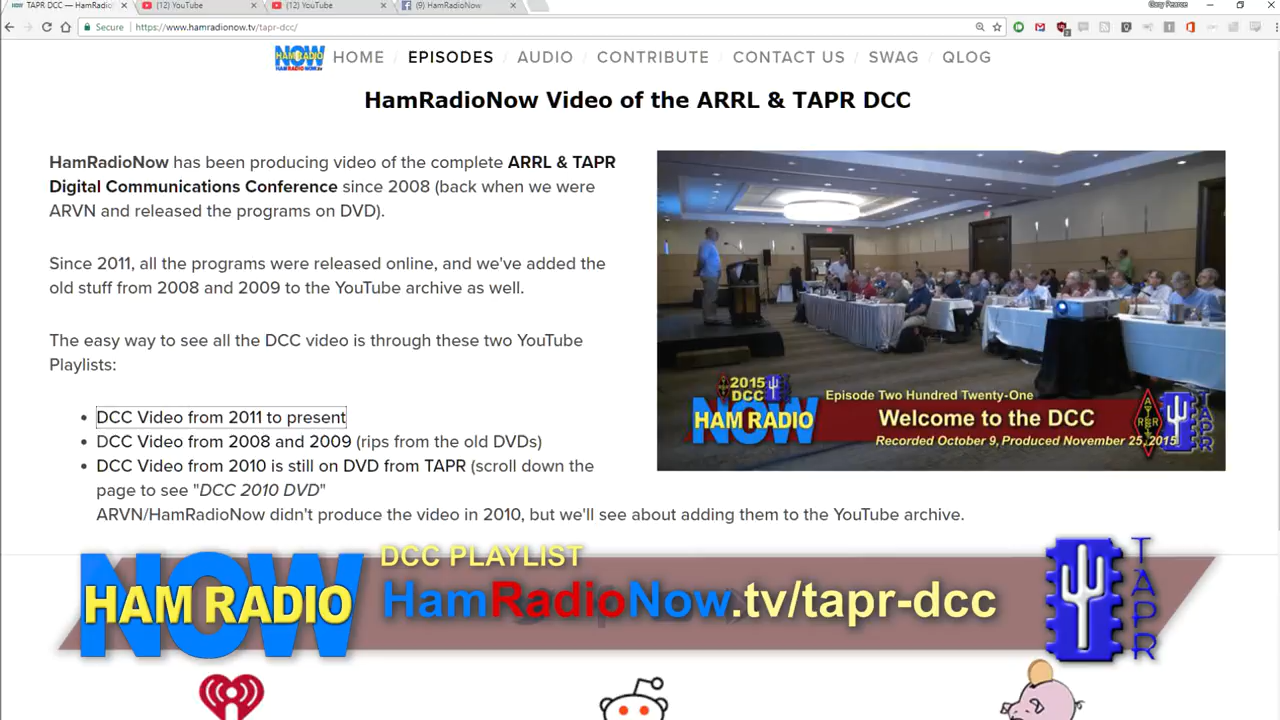 TAPR DCC — HamRadio
(12) YouTube
(12) YouTube
(9) HamRadioNow
Gary Pearce
Secure
https://www.hamradionow.tv/tapr-dcc/
NOW
HAM RADIO
HOME / EPISODES / AUDIO / CONTRIBUTE / CONTACT US / SWAG / QLOG
HamRadioNow Video of the ARRL & TAPR DCC
HamRadioNow has been producing video of the complete ARRL & TAPR
Digital Communications Conference since 2008 (back when we were
ARVN and released the programs on DVD).
Since 2011, all the programs were released online, and we've added the
old stuff from 2008 and 2009 to the YouTube archive as well.
The easy way to see all the DCC video is through these two YouTube
Playlists:
DCC Video from 2011 to present
DCC Video from 2008 and 2009 (rips from the old DVDs)
DCC Video from 2010 is still on DVD from TAPR (scroll down the
page to see "DCC 2010 DVD"
ARVN/HamRadioNow didn't produce the video in 2010, but we'll see about adding them to the YouTube archive.
2015
DCC
HAM RADIO
NOW
Episode Two Hundred Twenty-One
Welcome to the DCC
Recorded October 9, Produced November 25, 2015
TAPR
NOW
HAM RADIO
DCC PLAYLIST
HamRadioNow.tv/tapr-dcc
TAPR